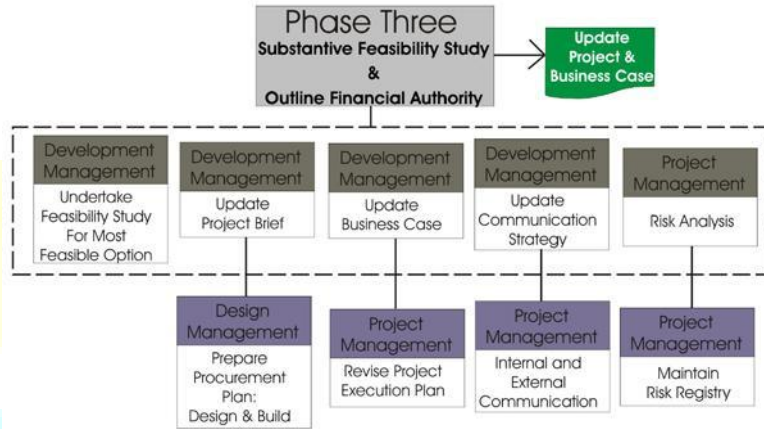 Phase Three
Substantive Feasibility Study
&
Outline Financial Authority
Update
Project &
Business Case
Development
Management
Undertake
Feasibility Study
For Most
Feasible Option
Development
Management
Update
Project Brief
Development
Management
Update
Business Case
Development
Management
Update
Communication
Strategy
Project
Management
Risk Analysis
Design
Management
Prepare
Procurement
Plan:
Design & Build
Project
Management
Revise Project
Execution Plan
Project
Management
Internal and
External
Communication
Project
Management
Maintain
Risk Registry